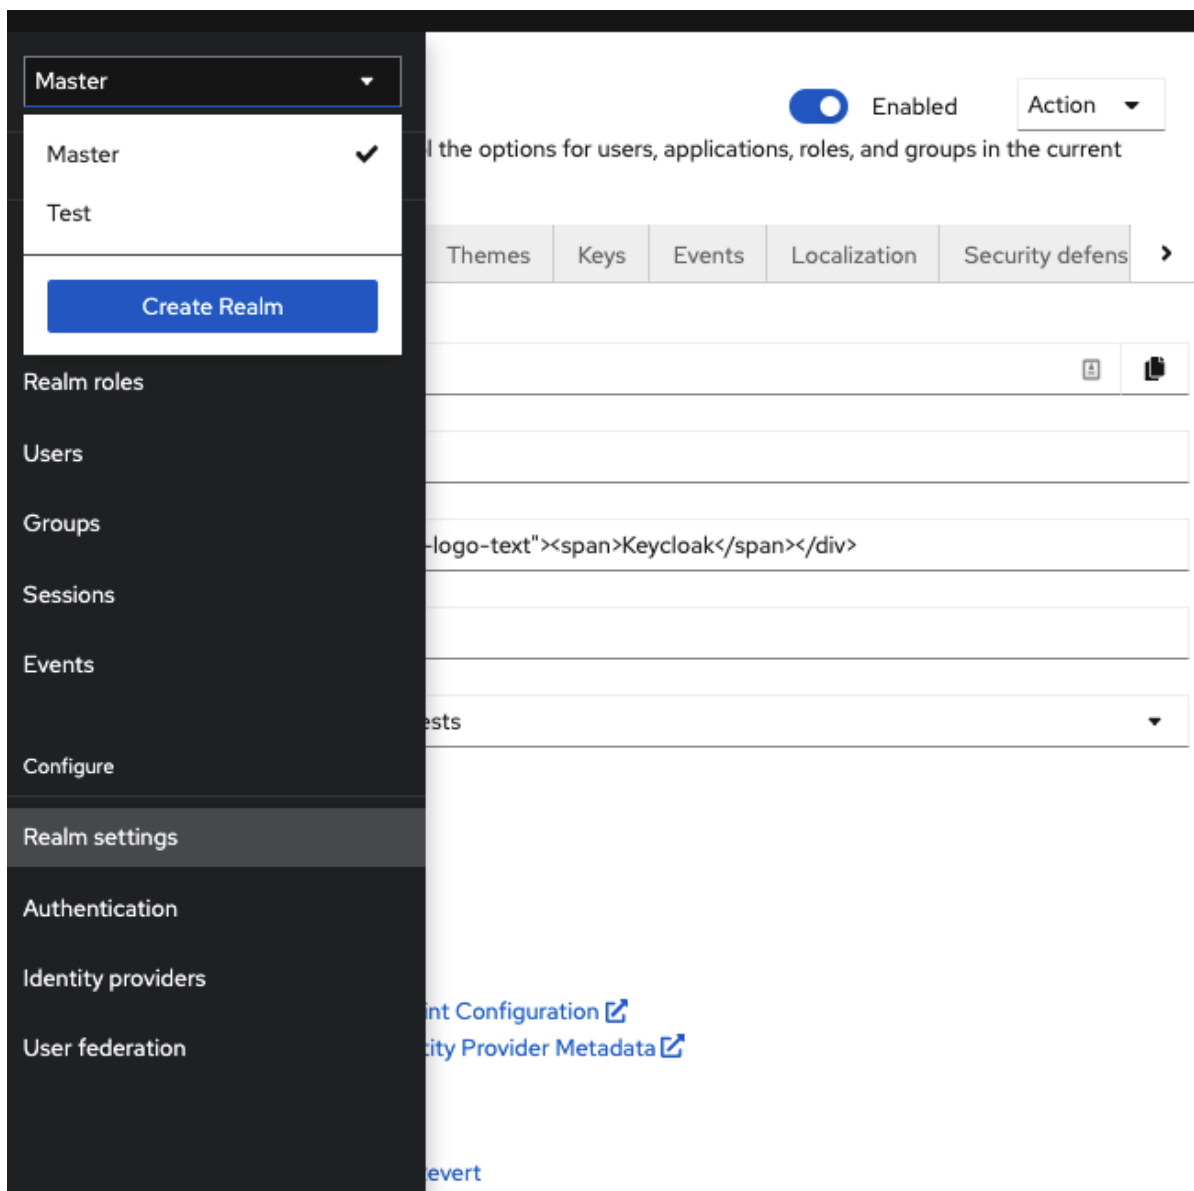 Master
Master
Test
Create Realm
Realm roles
Users
Groups
Sessions
Events
Configure
Realm settings
Authentication
Identity providers
User federation
Enabled
Action
the options for users, applications, roles, and groups in the current
Themes
Keys
Events
Localization
Security defens
-logo-text"><span>Keycloak</span></div>
ests
int Configuration
ity Provider Metadata
evert